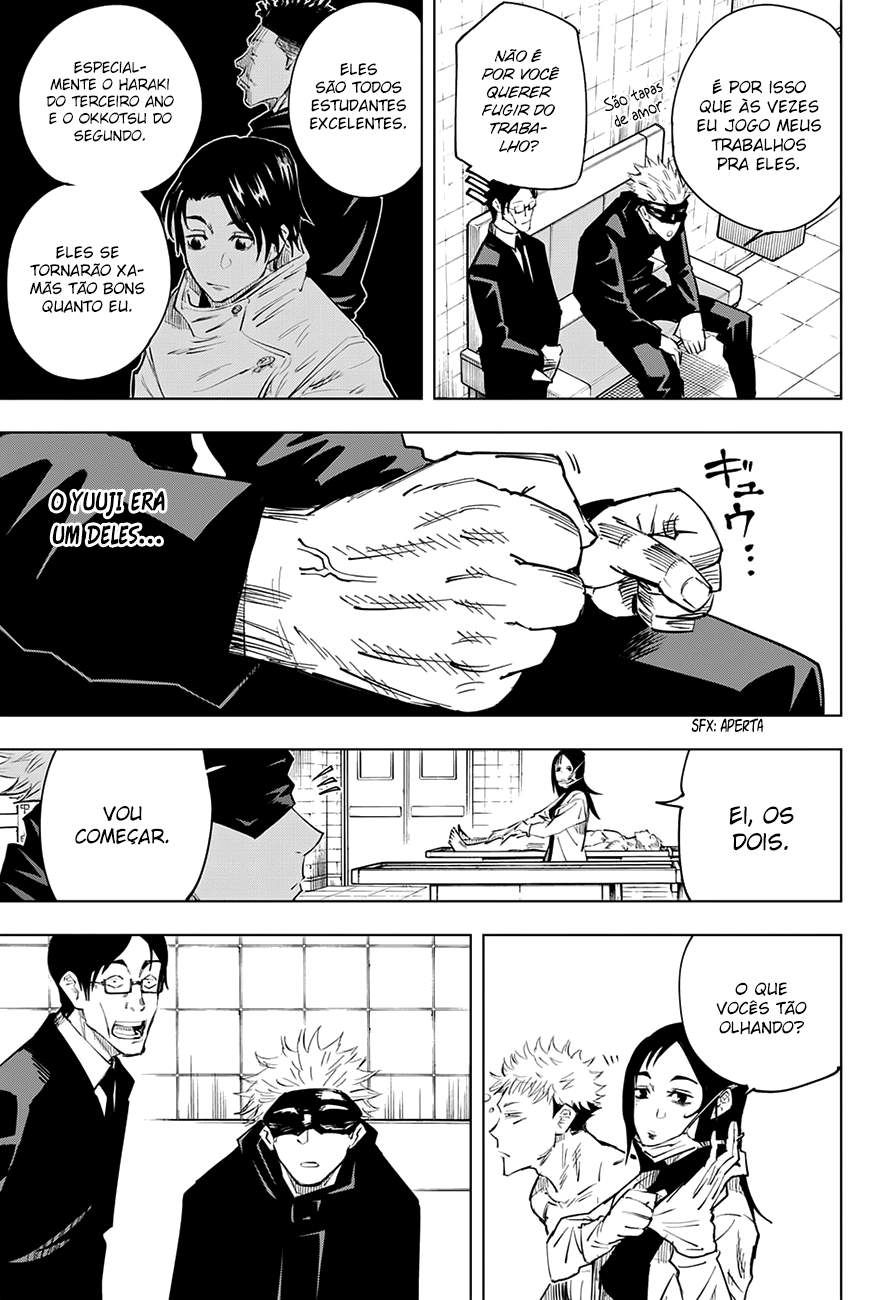 É POR ISSO
QUE ÀS VEZES
EU JOGO MEUS
TRABALHOS
PRA ELES.
São tapas
de amor.
NÃO É
POR VOCÊ
QUERER
FUGIR DO
TRABA-
LHO?
ELES
SÃO TODOS
ESTUDANTES
EXCELENTES.
ESPECIAL-
MENTE O HARAKI
DO TERCEIRO ANO
E O OKKOTSU DO
SEGUNDO.
ELES SE
TORNARÃO XA-
MÃS TÃO BONS
QUANTO EU.
ギュウ…
O YUUJI ERA
UM DELES...
SFX: APERTA
EI, OS
DOIS.
VOU
COMEÇAR.
O QUE
VOCÊS TÃO
OLHANDO?